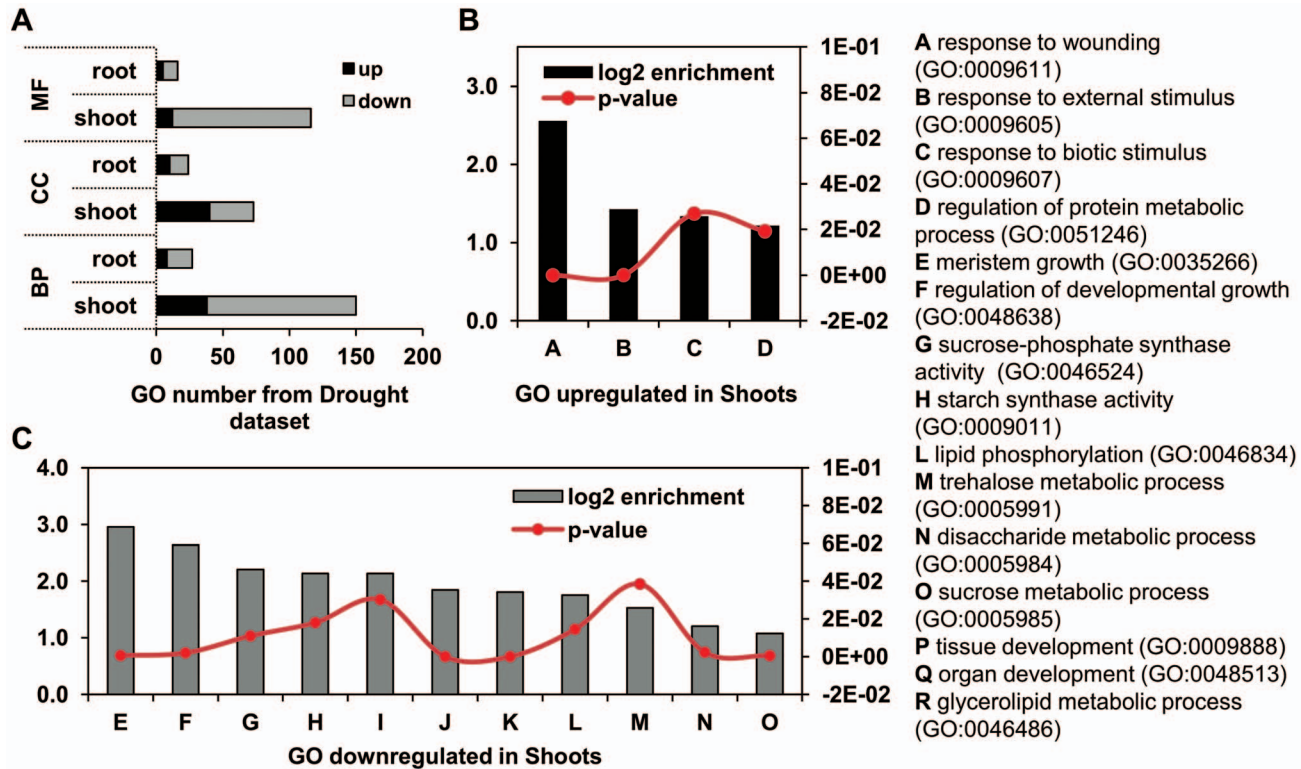 A
MF
root
shoot
CC
root
shoot
BP
root
shoot
up
down
0 50 100 150 200
GO number from Drought
dataset
B
log2 enrichment
p-value
3.0
2.0
1.0
0.0
1E-01
8E-02
6E-02
4E-02
2E-02
0E+00
-2E-02
A B C D
GO upregulated in Shoots
C
log2 enrichment
p-value
4.0
3.0
2.0
1.0
0.0
1E-01
8E-02
6E-02
4E-02
2E-02
0E+00
-2E-02
E F G H I J K L M N O
GO downregulated in Shoots
A response to wounding
(GO:0009611)
B response to external stimulus
(GO:0009605)
C response to biotic stimulus
(GO:0009607)
D regulation of protein metabolic
process (GO:0051246)
E meristem growth (GO:0035266)
F regulation of developmental growth
(GO:0048638)
G sucrose-phosphate synthase
activity (GO:0046524)
H starch synthase activity
(GO:0009011)
L lipid phosphorylation (GO:0046834)
M trehalose metabolic process
(GO:0005991)
N disaccharide metabolic process
(GO:0005984)
O sucrose metabolic process
(GO:0005985)
P tissue development (GO:0009888)
Q organ development (GO:0048513)
R glycerolipid metabolic process
(GO:0046486)